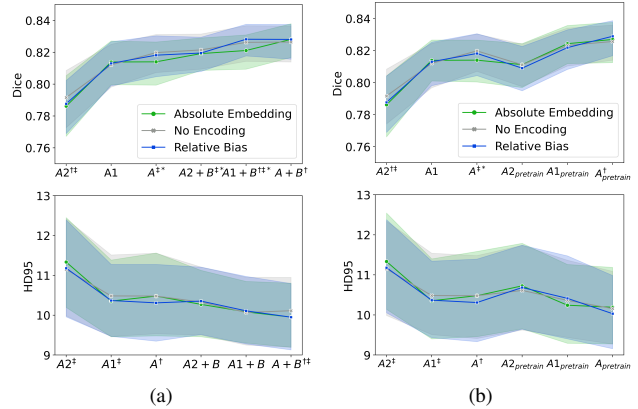 0.84
0.82
0.80
0.78
0.76
Dice
Absolute Embedding
No Encoding
Relative Bias
A2†‡ A1 A‡* A2 + B‡* A1 + B†‡* A + B†
0.84
0.82
0.80
0.78
0.76
Dice
Absolute Embedding
No Encoding
Relative Bias
A2†‡ A1 A‡* A2pretrain A1pretrain A†pretrain
13
12
11
10
9
HD95
A2‡ A1‡ A† A2 + B A1 + B A + B†‡
13
12
11
10
9
HD95
A2‡ A1‡ A† A2pretrain A1pretrain Apretrain
(a)
(b)